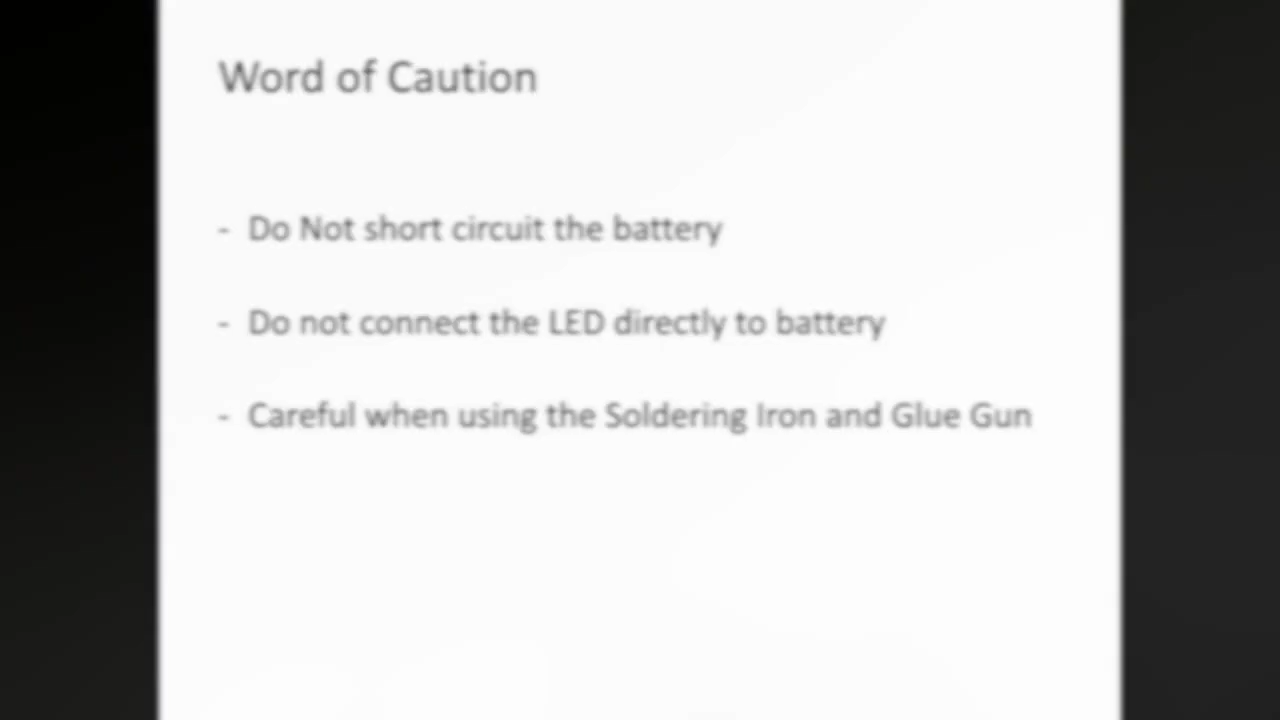 Word of Caution
- Do Not short circuit the battery
- Do not connect the LED directly to battery
- Careful when using the Soldering Iron and Glue Gun